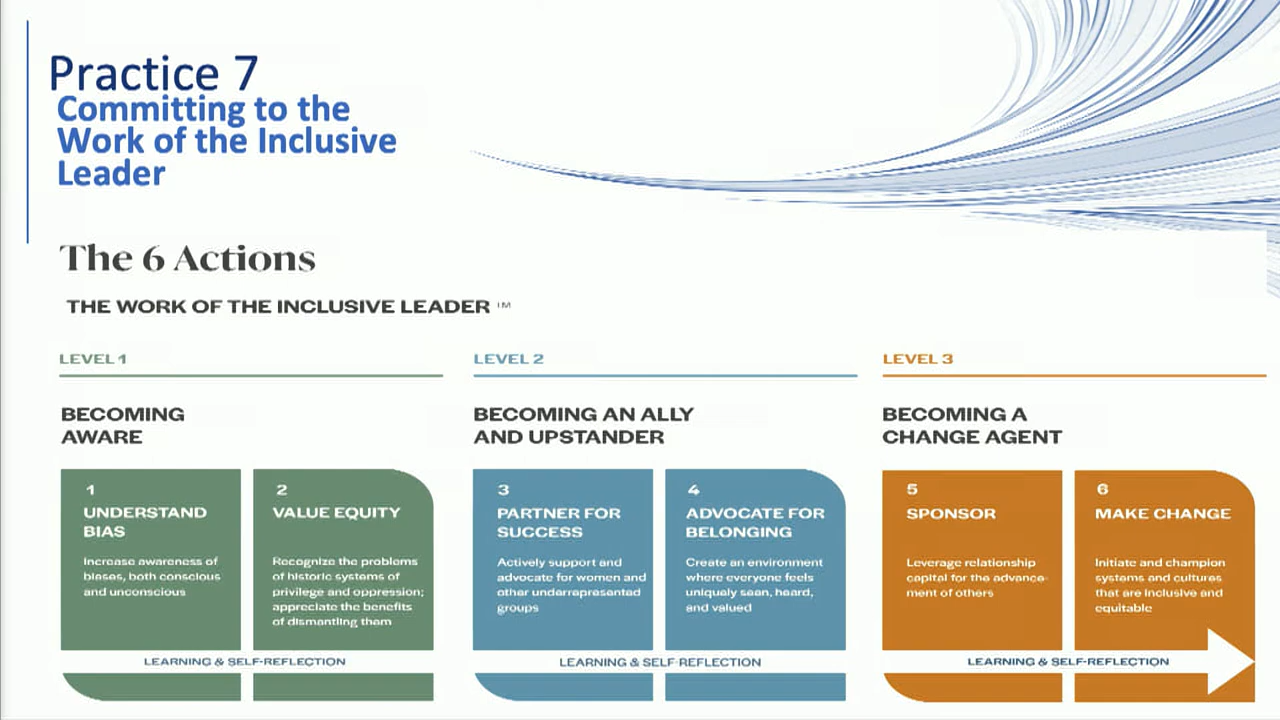 Practice 7
Committing to the
Work of the Inclusive
Leader
The 6 Actions
THE WORK OF THE INCLUSIVE LEADER ™
LEVEL 1
BECOMING
AWARE
1
UNDERSTAND
BIAS
Increase awareness of
biases, both conscious
and unconscious
2
VALUE EQUITY
Recognize the problems
of historic systems of
privilege and oppression;
appreciate the benefits
of dismantling them
LEARNING & SELF-REFLECTION
LEVEL 2
BECOMING AN ALLY
AND UPSTANDER
3
PARTNER FOR
SUCCESS
Actively support and
advocate for women and
other underrepresented
groups
4
ADVOCATE FOR
BELONGING
Create an environment
where everyone feels
uniquely seen, heard,
and valued
LEARNING & SELF-REFLECTION
LEVEL 3
BECOMING A
CHANGE AGENT
5
SPONSOR
Leverage relationship
capital for the advance-
ment of others
6
MAKE CHANGE
Initiate and champion
systems and cultures
that are inclusive and
equitable
LEARNING & SELF-REFLECTION